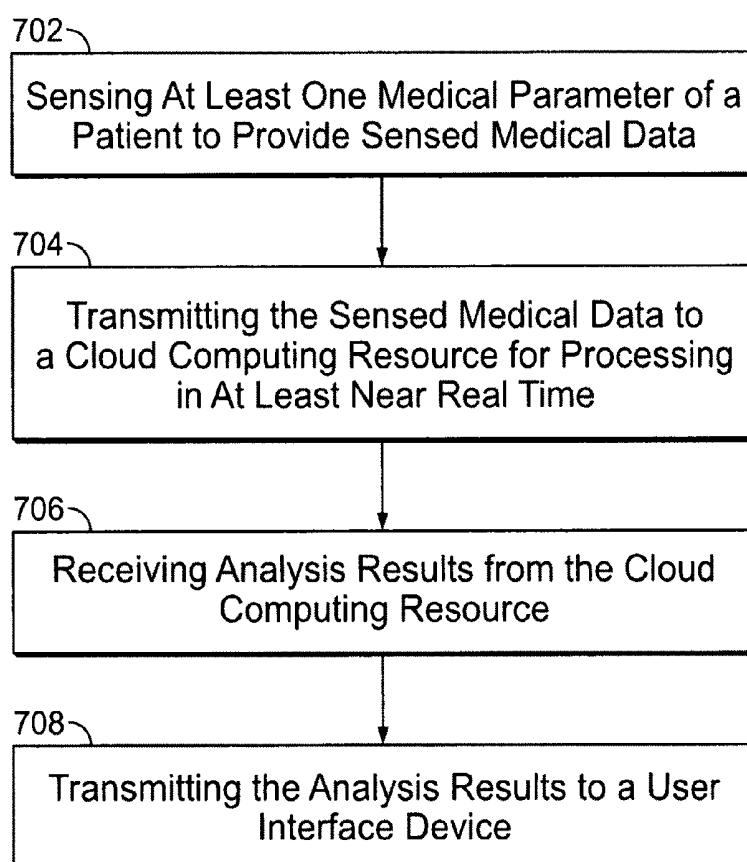 702
Sensing At Least One Medical Parameter of a
Patient to Provide Sensed Medical Data
704
Transmitting the Sensed Medical Data to
a Cloud Computing Resource for Processing
in At Least Near Real Time
706
Receiving Analysis Results from the Cloud
Computing Resource
708
Transmitting the Analysis Results to a User
Interface Device